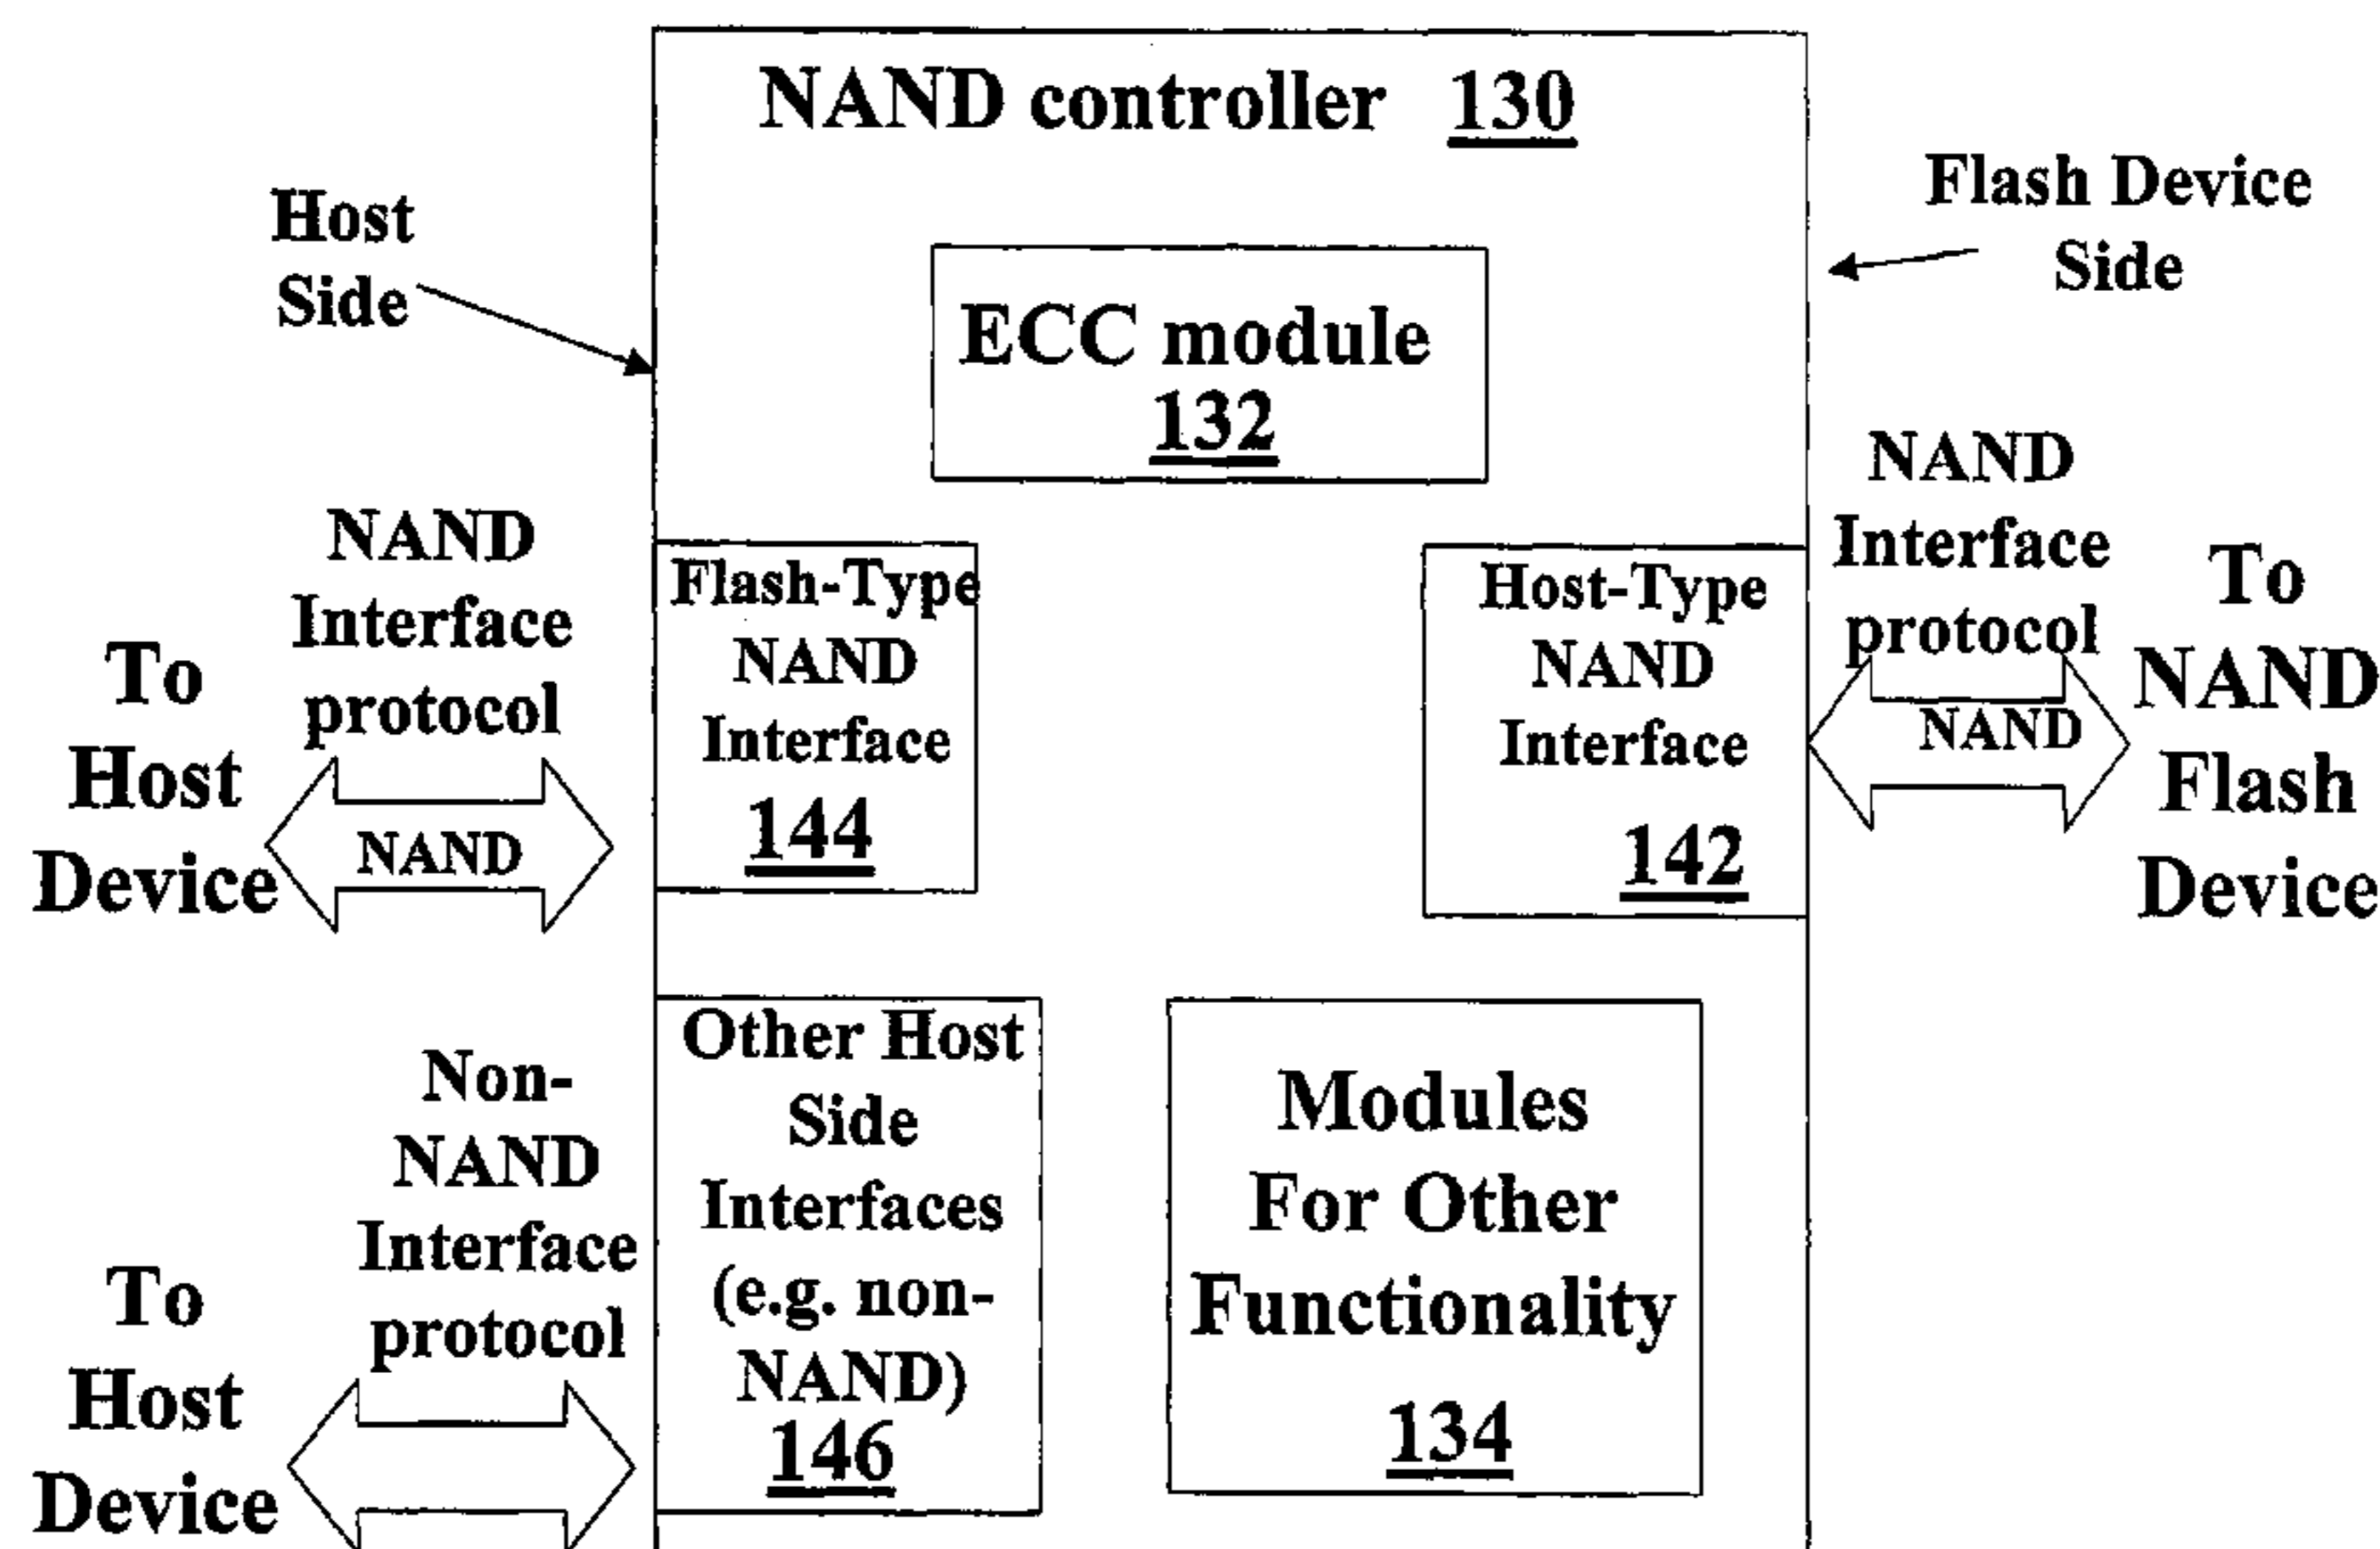 NAND controller 130
Host
Side
Flash Device
Side
ECC module
132
NAND
Interface
protocol
To
Host
Device
NAND
Flash-Type
NAND
Interface
144
Host-Type
NAND
Interface
142
NAND
Interface
protocol
NAND
To
NAND
Flash
Device
Non-
NAND
Interface
protocol
To
Host
Device
Other Host
Side
Interfaces
(e.g. non-
NAND)
146
Modules
For Other
Functionality
134